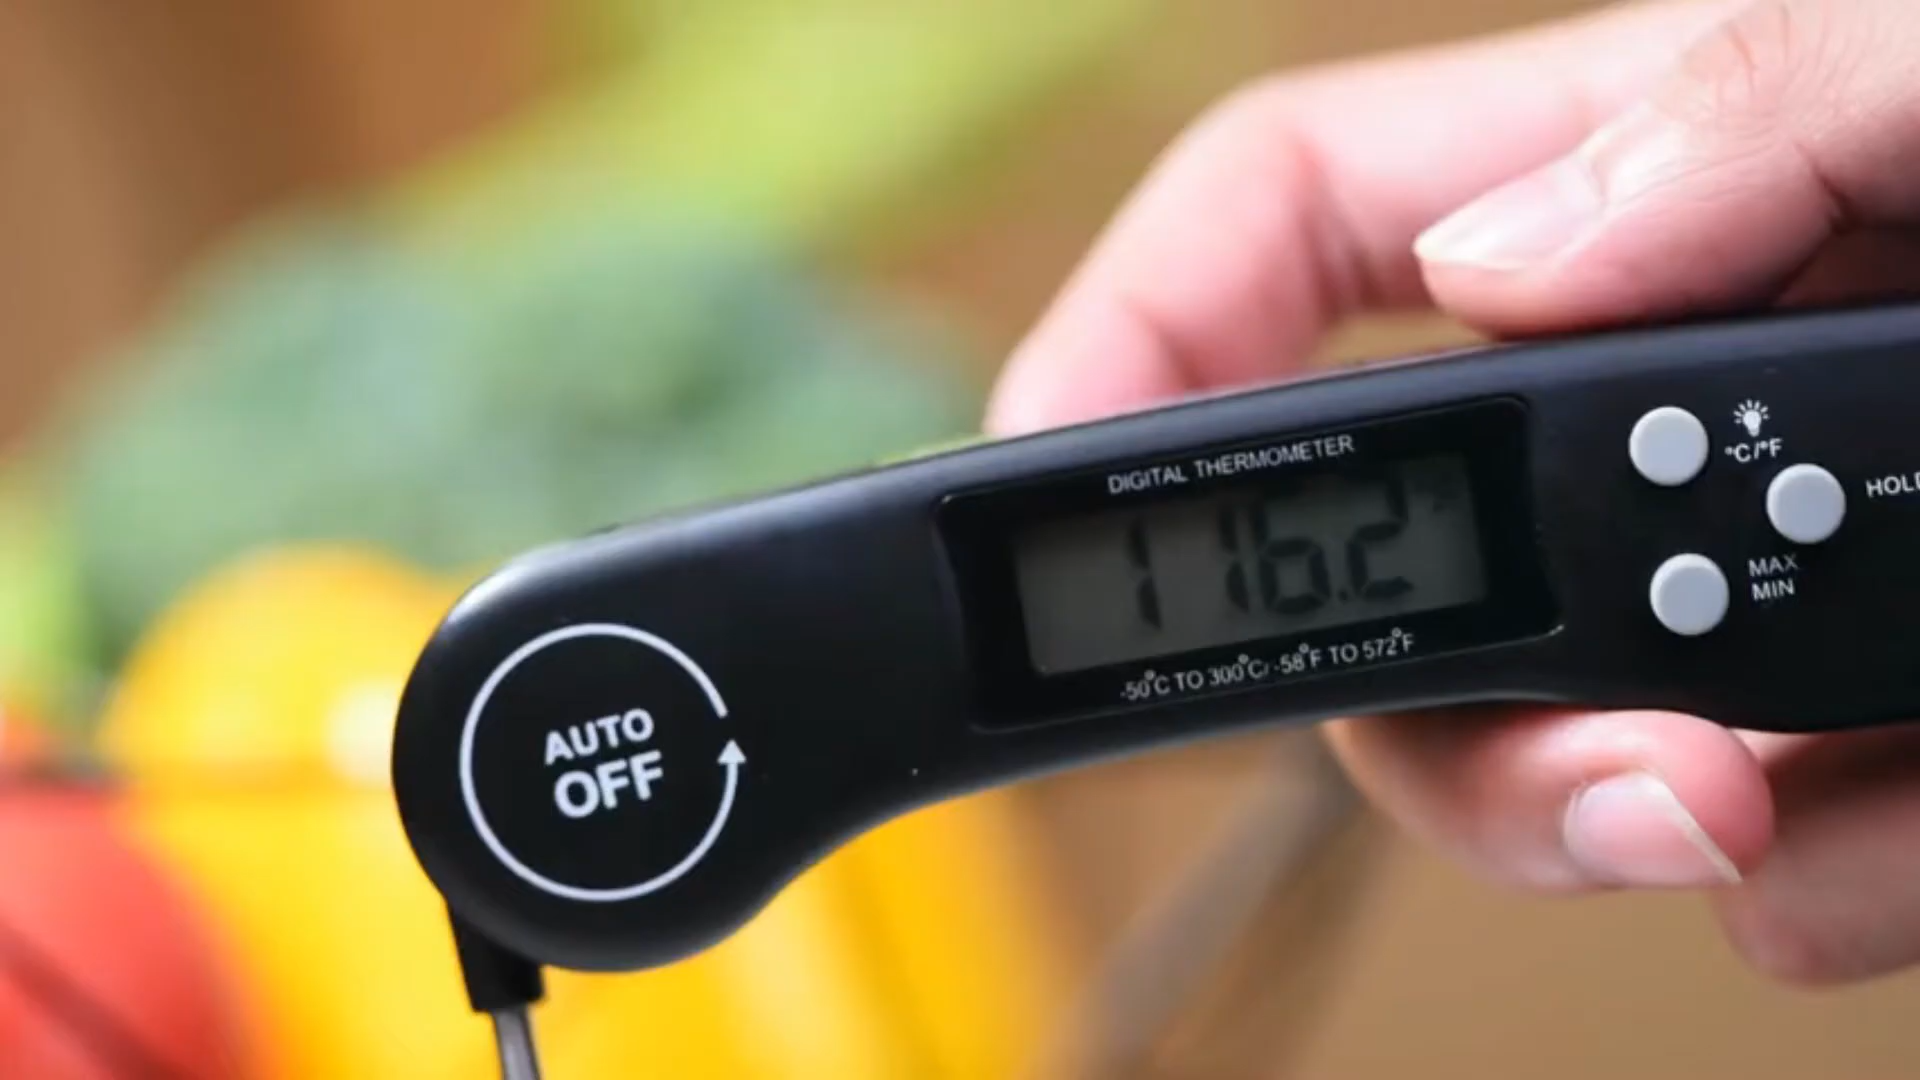 DIGITAL THERMOMETER
116.2
-50°C TO 300°C/-58°F TO 572°F
AUTO
OFF
°C/°F
HOLD
MAX
MIN